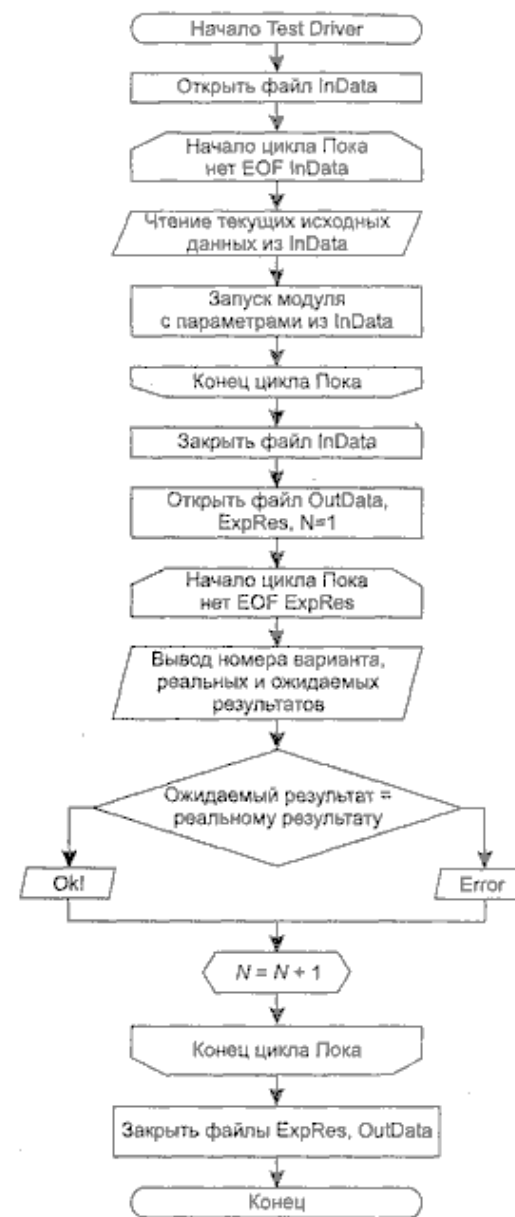 Начало Test Driver
Открыть файл InData
Начало цикла Пока
нет EOF InData
Чтение текущих исходных
данных из InData
Запуск модуля
с параметрами из InData
Конец цикла Пока
Закрыть файл InData
Открыть файл OutData,
ExpRes, N=1
Начало цикла Пока
нет EOF ExpRes
Вывод номера варианта,
реальных и ожидаемых
результатов
Ожидаемый результат =
реальному результату
Ok!
Error
N = N + 1
Конец цикла Пока
Закрыть файлы ExpRes, OutData
Конец